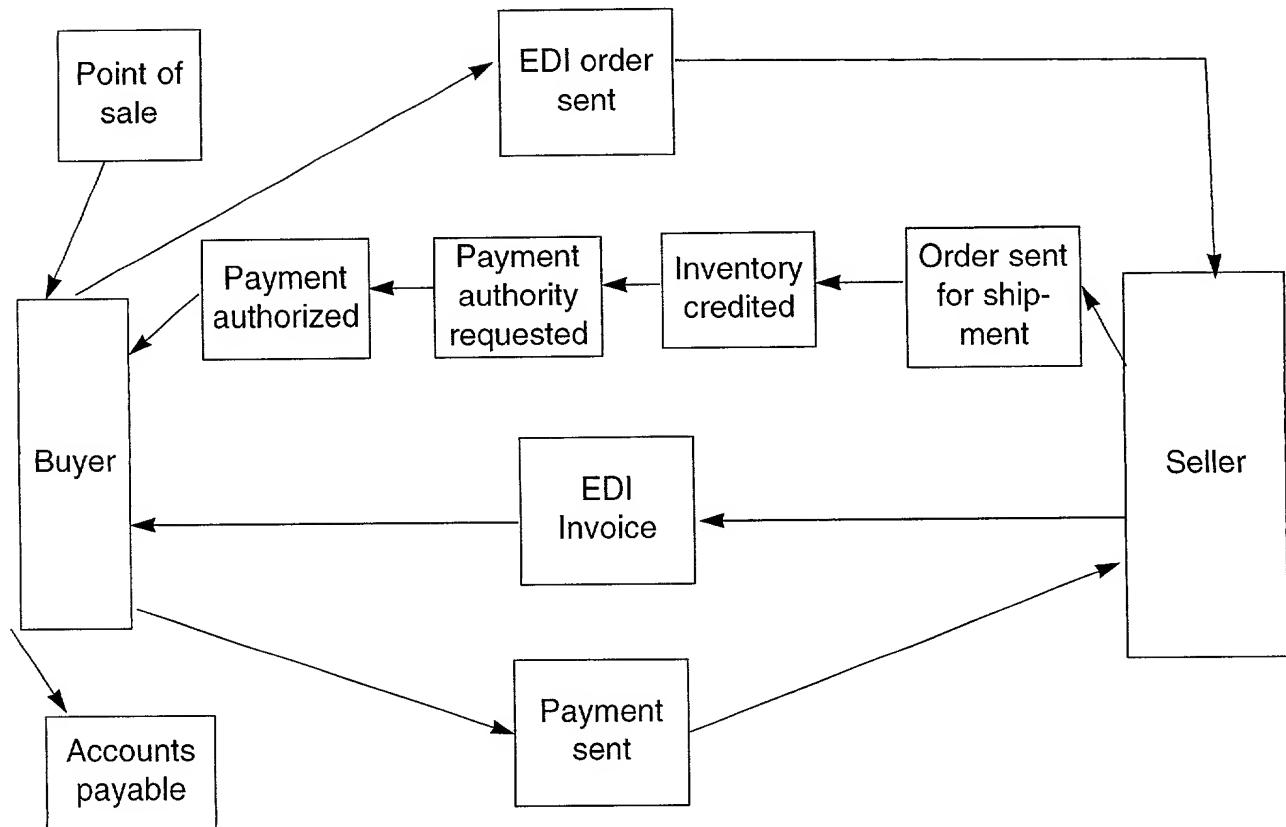 Point of
sale
EDI order
sent
Payment
authorized
Payment
authority
requested
Inventory
credited
Order sent
for ship-
ment
Buyer
EDI
Invoice
Seller
Payment
sent
Accounts
payable